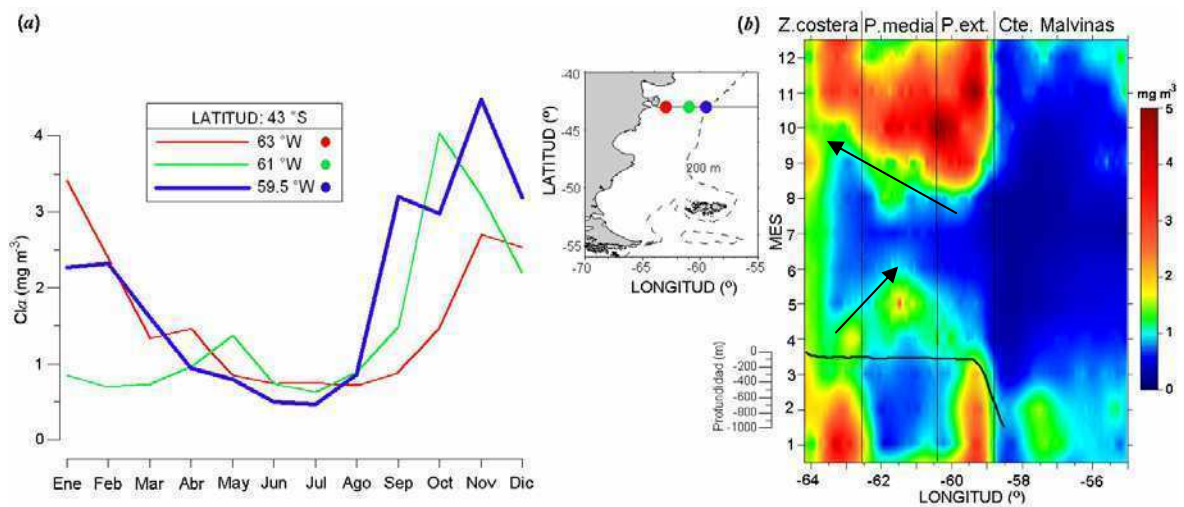 (a)
LATITUD: 43 °S
63 °W
61 °W
59.5 °W
Cla (mg m-3)
4
3
2
1
0
Ene Feb Mar Abr May Jun Jul Ago Sep Oct Nov Dic
-40
-45
-50
-55
LATITUD (º)
200 m
-70 -65 -60 -55
LONGITUD (º)
(b)
Z.costera P.media P.ext. Cte. Malvinas
12
11
10
9
8
7
6
5
4
3
2
1
MES
Profundidad (m)
0
-200
-400
-600
-800
-1000
-64 -62 -60 -58 -56
LONGITUD (º)
mg m3
5
4
3
2
1
0